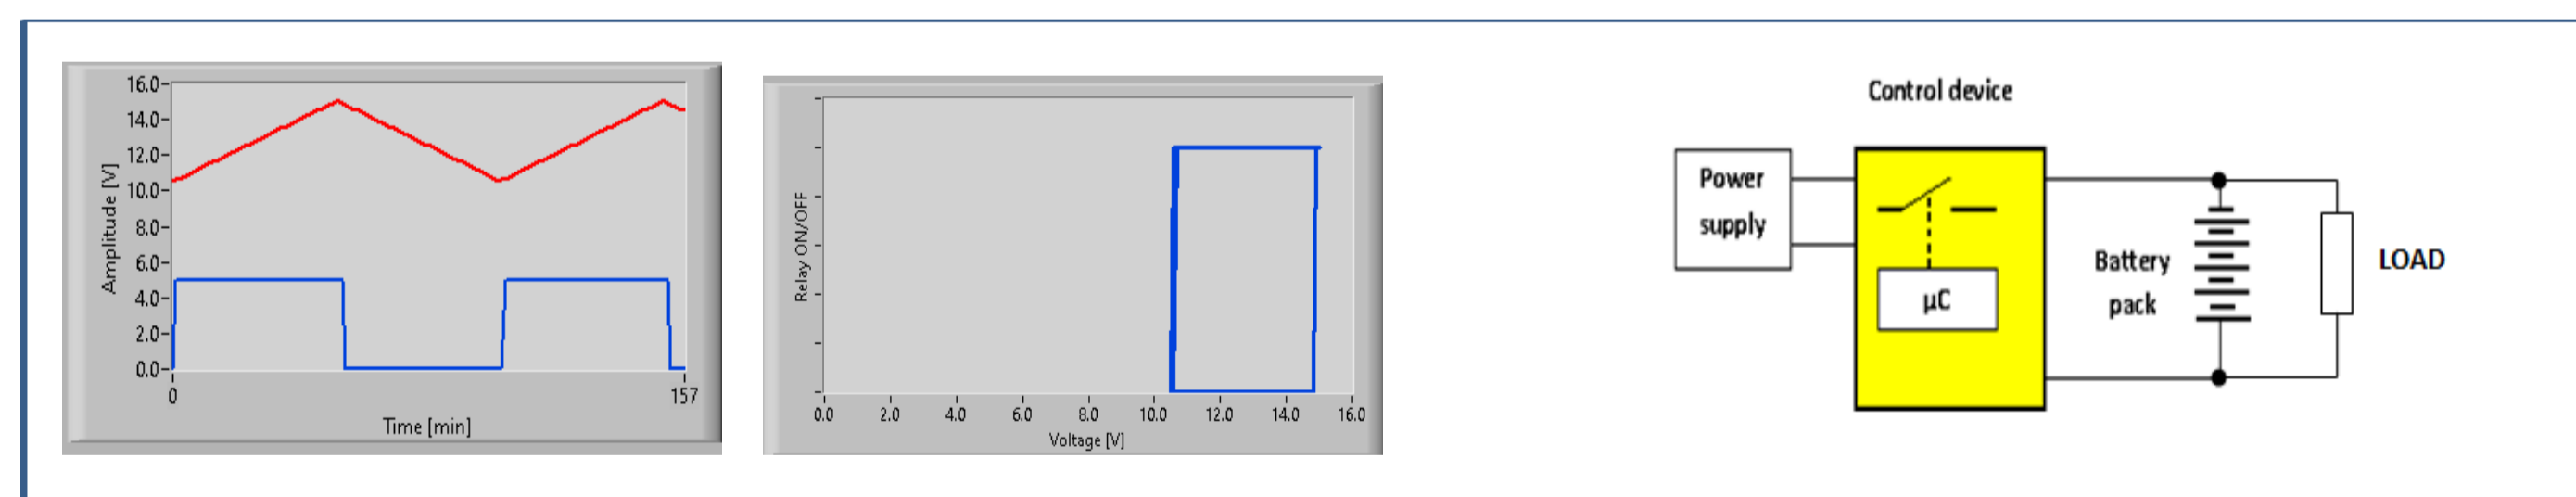 16.0
14.0
12.0
10.0
8.0
6.0
4.0
2.0
0.0
Amplitude [V]
0
157
Time [min]
Relay ON/OFF
0.0 2.0 4.0 6.0 8.0 10.0 12.0 14.0 16.0
Voltage [V]
Control device
Power
supply
µC
Battery
pack
LOAD